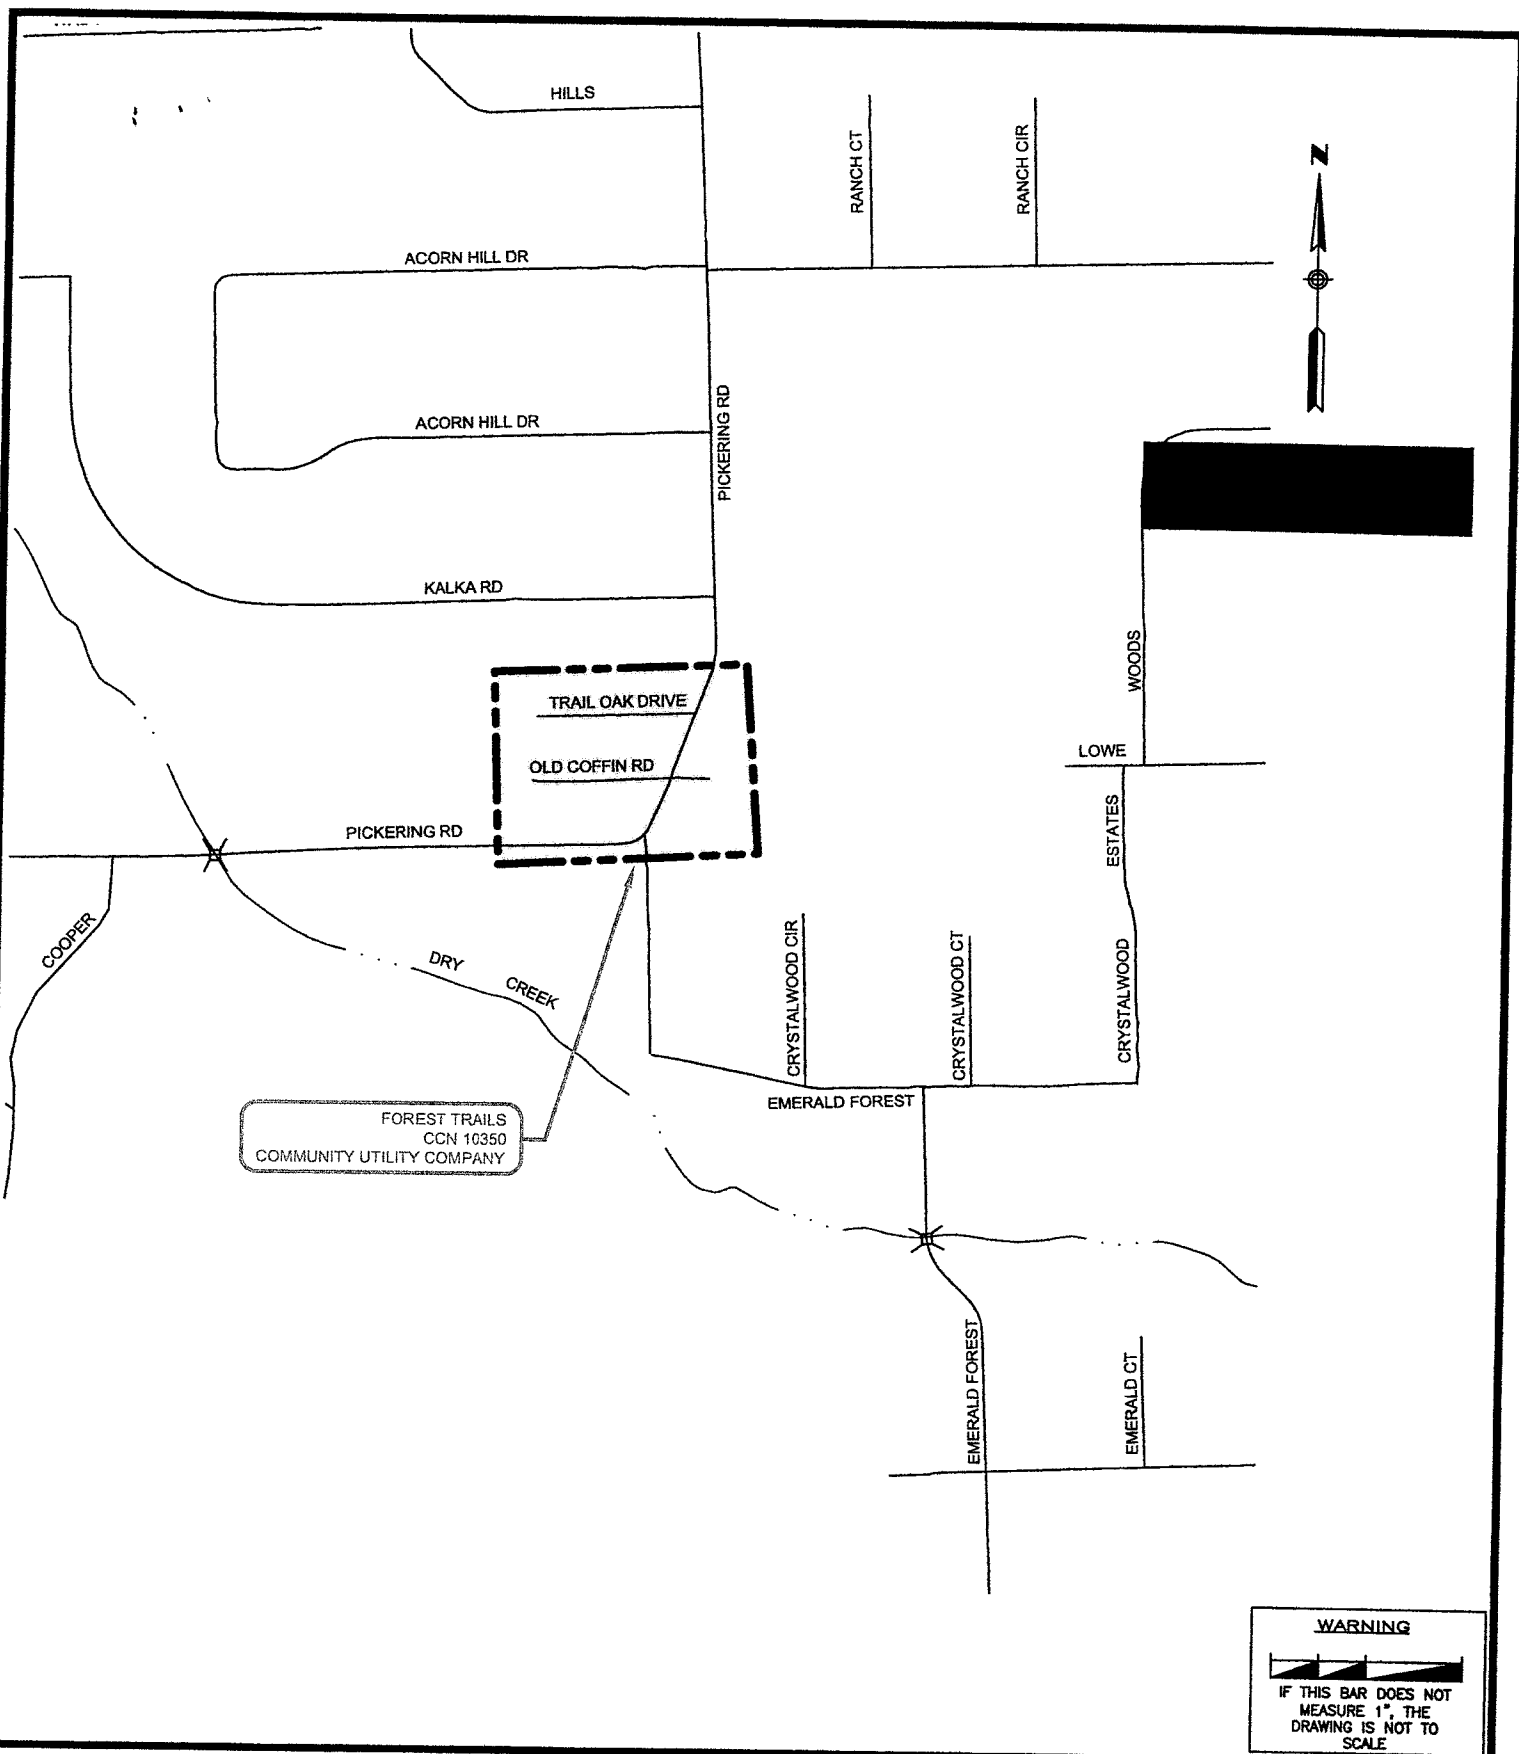 HILLS
RANCH CT
RANCH CIR
N
ACORN HILL DR
ACORN HILL DR
PICKERING RD
KALKA RD
WOODS
TRAIL OAK DRIVE
OLD COFFIN RD
LOWE
PICKERING RD
ESTATES
COOPER
DRY
CREEK
CRYSTALWOOD CIR
CRYSTALWOOD CT
CRYSTALWOOD
EMERALD FOREST
FOREST TRAILS
CCN 10350
COMMUNITY UTILITY COMPANY
EMERALD FOREST
EMERALD CT
WARNING
IF THIS BAR DOES NOT
MEASURE 1", THE
DRAWING IS NOT TO
SCALE